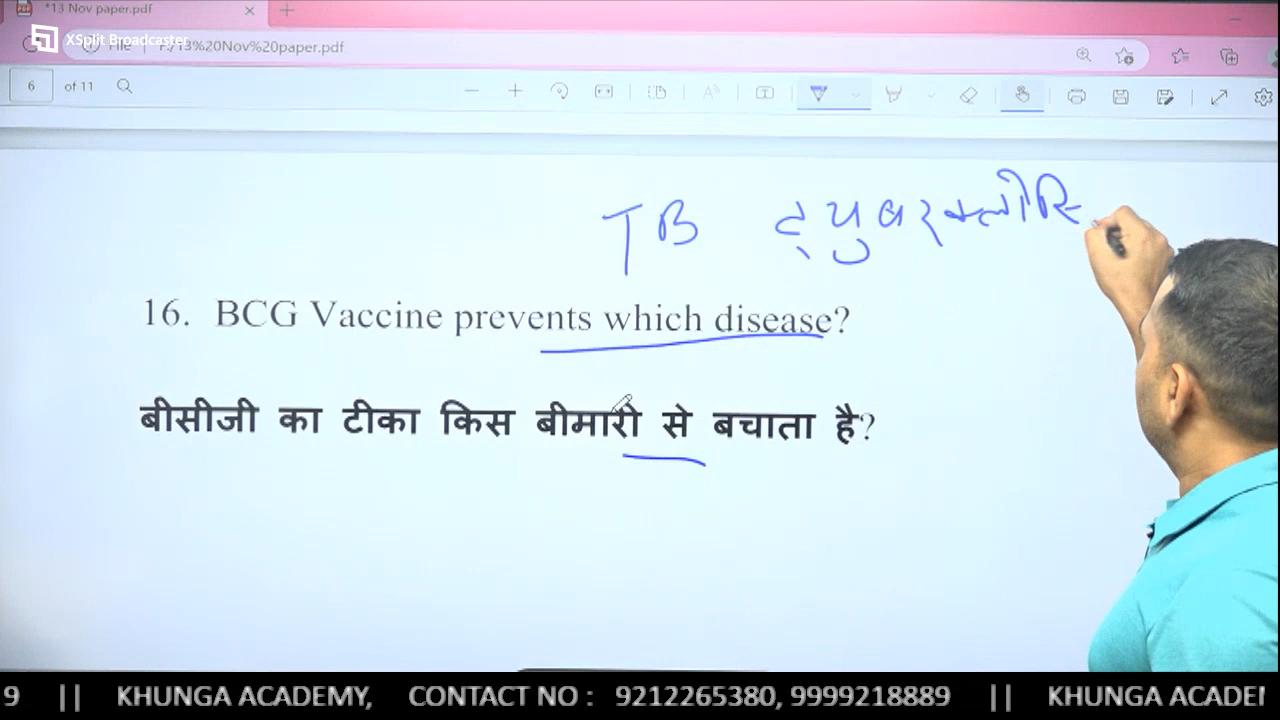 *13 Nov paper.pdf
XSplit Broadcaster
File F:/13%20Nov%20paper.pdf
6 of 11
TB ट्युबरक्लोसि
16. BCG Vaccine prevents which disease?
बीसीजी का टीका किस बीमारी से बचाता है?
9 || KHUNGA ACADEMY, CONTACT NO : 9212265380, 9999218889 || KHUNGA ACADEM